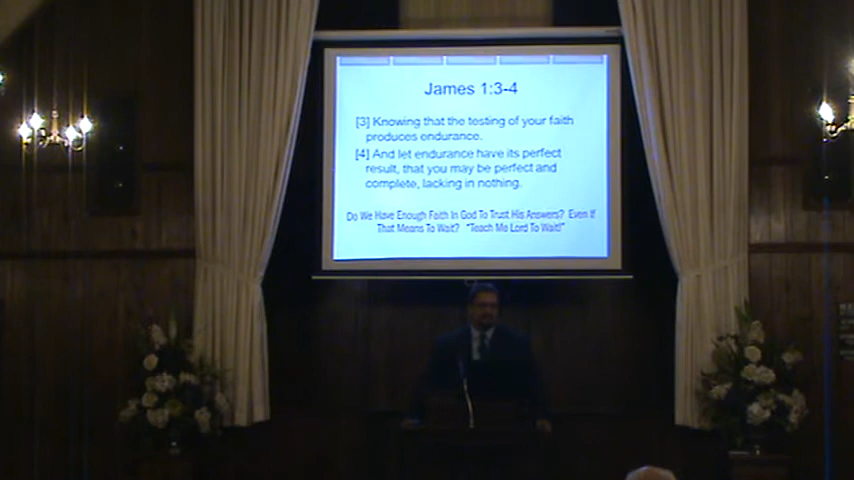 James 1:3-4
[3] Knowing that the testing of your faith
produces endurance.
[4] And let endurance have its perfect
result, that you may be perfect and
complete, lacking in nothing.
Do We Have Enough Faith In God To Trust His Answers? Even If
That Means To Wait? "Teach Me Lord To Wait!"